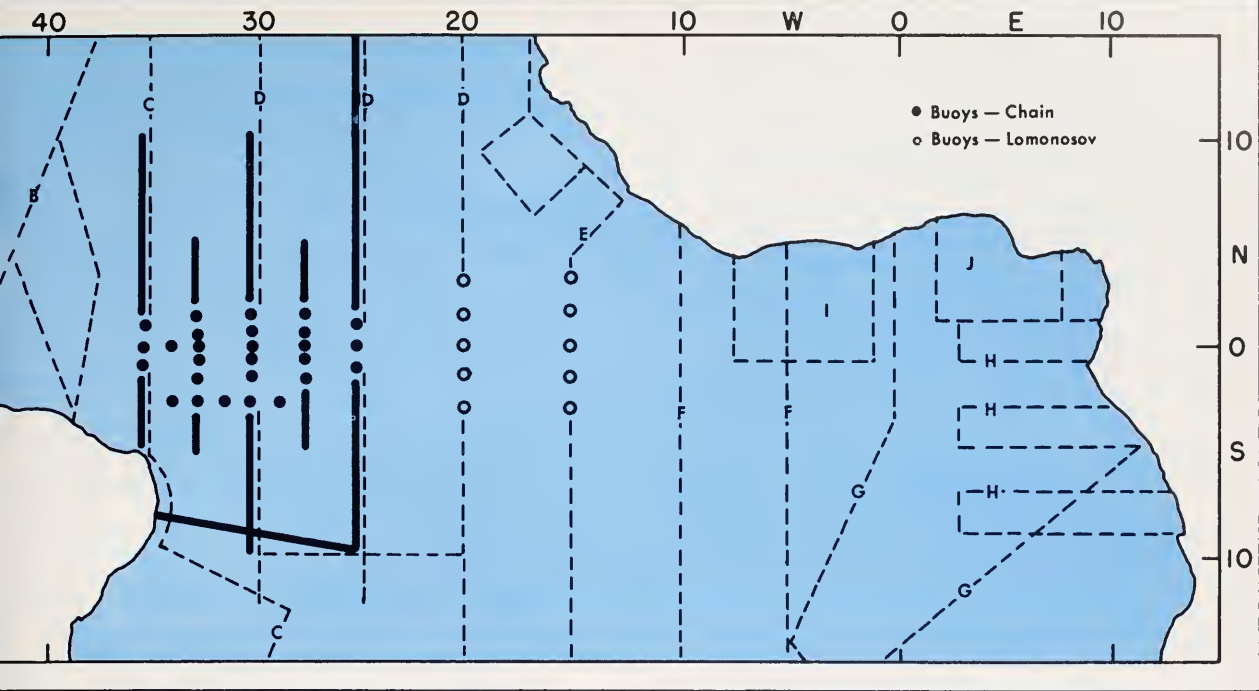 40 30 20 10 W 0 E 10
C D D D
● Buoys — Chain
○ Buoys — Lomonosov
10
B
E
N
J
I
0
H
F F H
S
G H
10
G
C